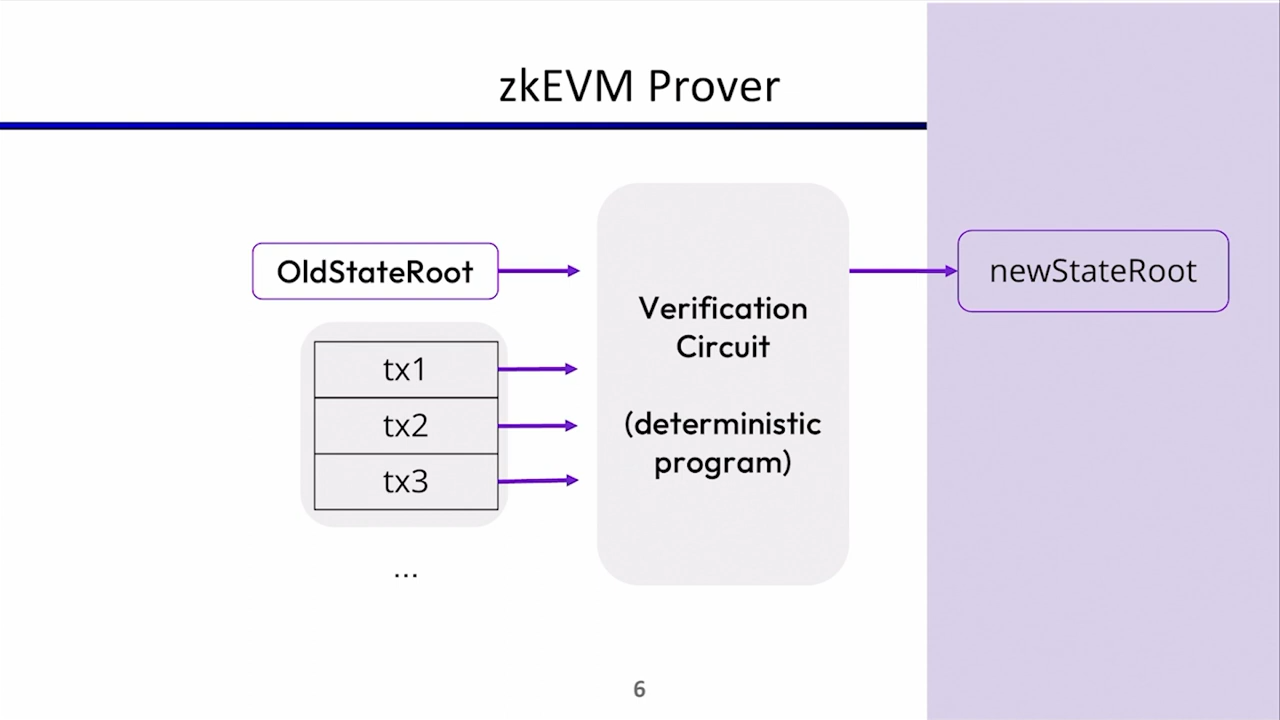 zkEVM Prover
OldStateRoot
tx1
tx2
tx3
...
Verification
Circuit
(deterministic
program)
newStateRoot
6